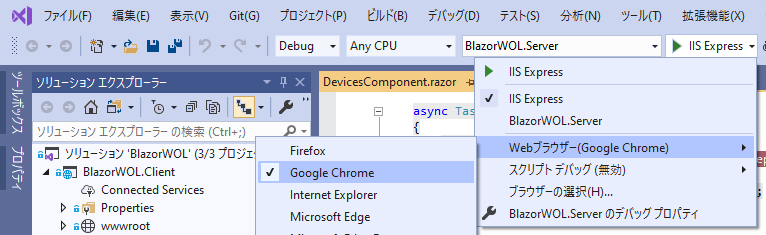 ファイル(F) 編集(E) 表示(V) Git(G) プロジェクト(P) ビルド(B) デバッグ(D) テスト(S) 分析(N) ツール(T) 拡張機能(X)
Debug Any CPU BlazorWOL.Server IIS Express
ツールボックス
プロパティ
ソリューション エクスプローラー
ソリューション エクスプローラー の検索 (Ctrl+;)
ソリューション 'BlazorWOL' (3/3 プロジェ
BlazorWOL.Client
Connected Services
Properties
wwwroot
DevicesComponent.razor
async Tas
{
IIS Express
IIS Express
BlazorWOL.Server
Webブラウザー(Google Chrome)
スクリプト デバッグ (無効)
ブラウザーの選択(H)...
BlazorWOL.Server のデバッグ プロパティ
Firefox
Google Chrome
Internet Explorer
Microsoft Edge